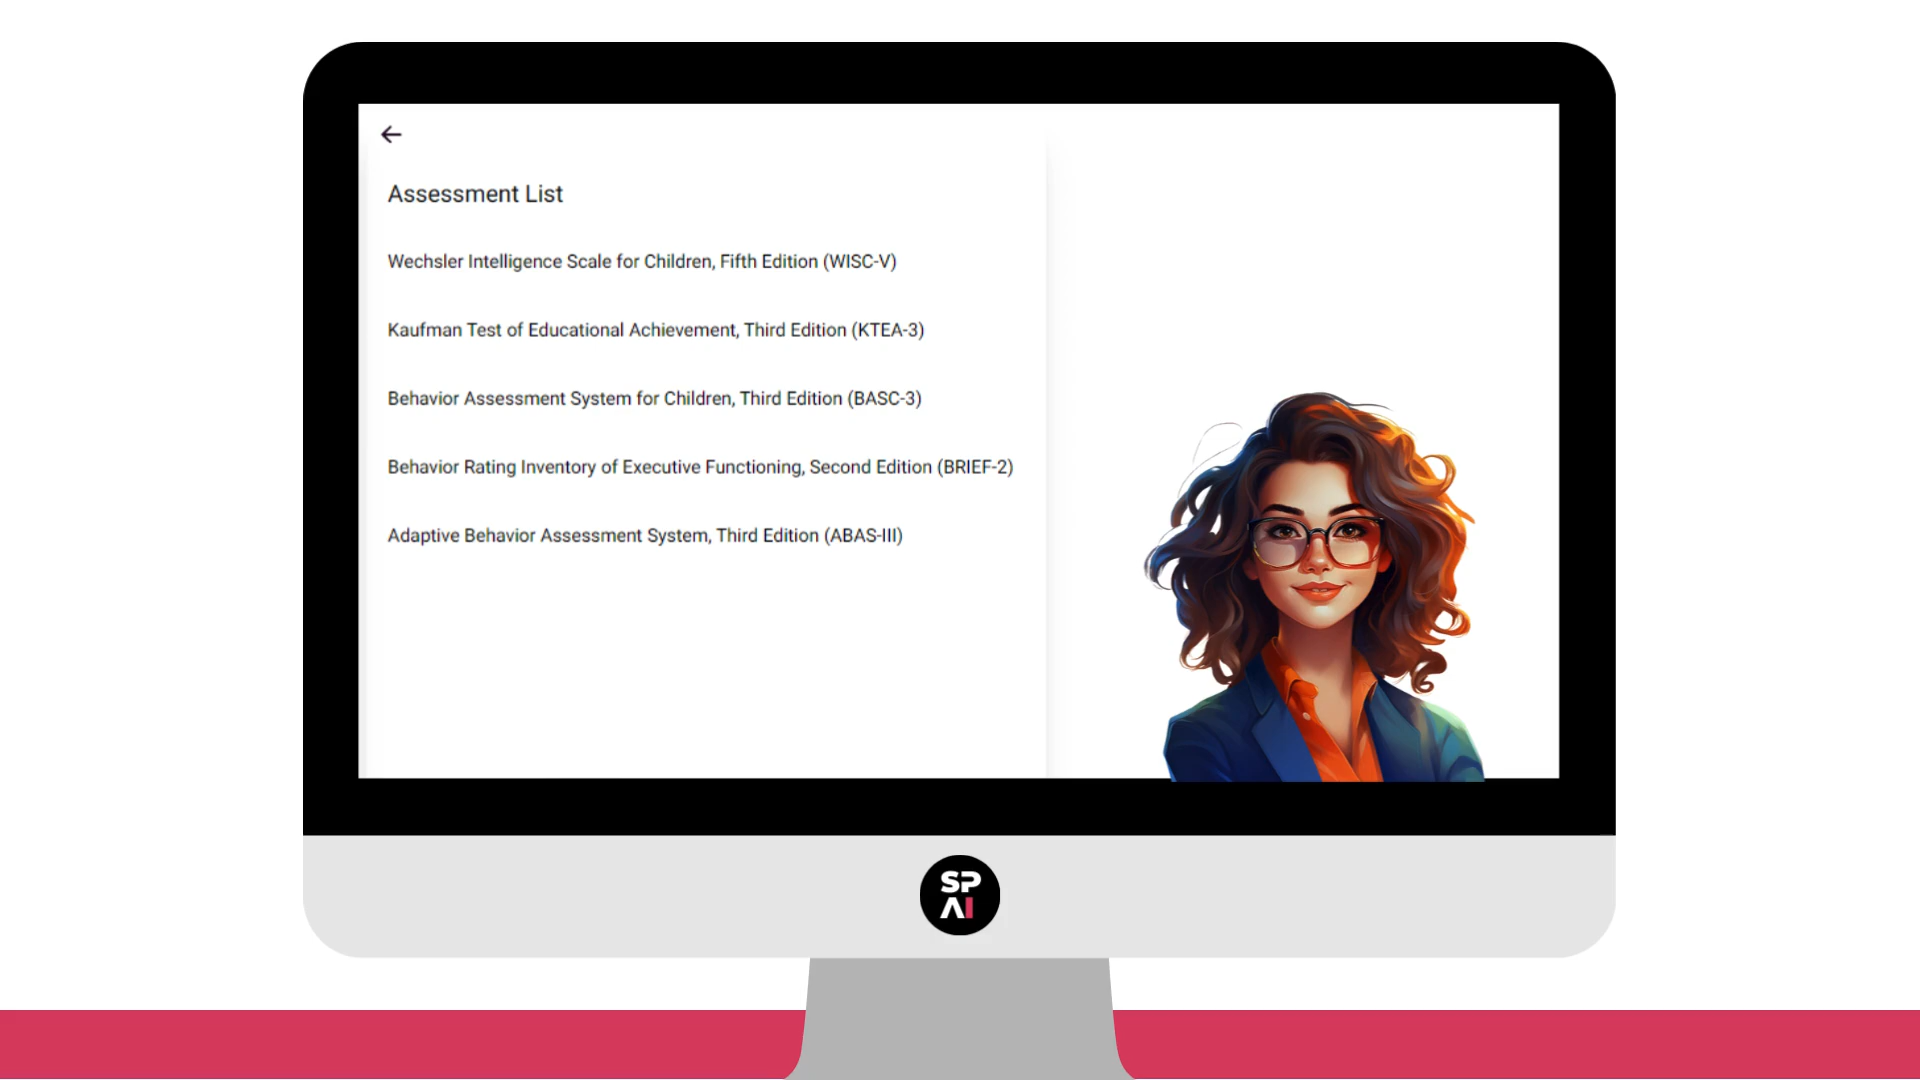 Assessment List
Wechsler Intelligence Scale for Children, Fifth Edition (WISC-V)
Kaufman Test of Educational Achievement, Third Edition (KTEA-3)
Behavior Assessment System for Children, Third Edition (BASC-3)
Behavior Rating Inventory of Executive Functioning, Second Edition (BRIEF-2)
Adaptive Behavior Assessment System, Third Edition (ABAS-III)
SP
AI